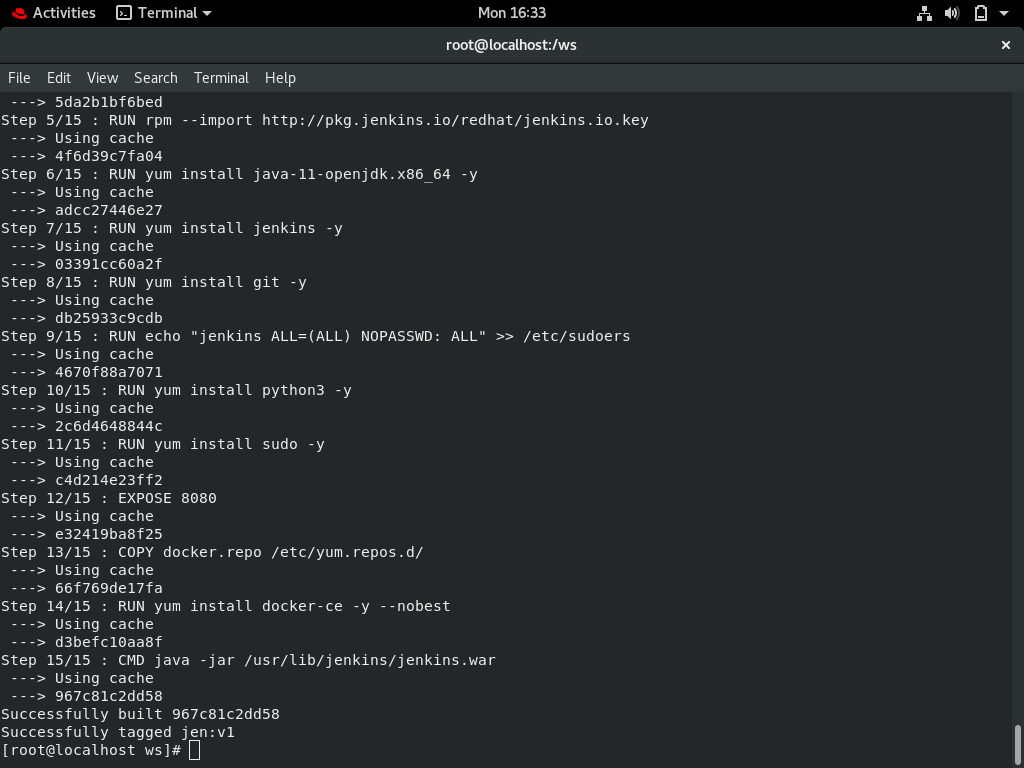 Activities Terminal Mon 16:33
root@localhost:/ws ×
File Edit View Search Terminal Help
 ---> 5da2b1bf6bed
Step 5/15 : RUN rpm --import http://pkg.jenkins.io/redhat/jenkins.io.key
 ---> Using cache
 ---> 4f6d39c7fa04
Step 6/15 : RUN yum install java-11-openjdk.x86_64 -y
 ---> Using cache
 ---> adcc27446e27
Step 7/15 : RUN yum install jenkins -y
 ---> Using cache
 ---> 03391cc60a2f
Step 8/15 : RUN yum install git -y
 ---> Using cache
 ---> db25933c9cdb
Step 9/15 : RUN echo "jenkins ALL=(ALL) NOPASSWD: ALL" >> /etc/sudoers
 ---> Using cache
 ---> 4670f88a7071
Step 10/15 : RUN yum install python3 -y
 ---> Using cache
 ---> 2c6d4648844c
Step 11/15 : RUN yum install sudo -y
 ---> Using cache
 ---> c4d214e23ff2
Step 12/15 : EXPOSE 8080
 ---> Using cache
 ---> e32419ba8f25
Step 13/15 : COPY docker.repo /etc/yum.repos.d/
 ---> Using cache
 ---> 66f769de17fa
Step 14/15 : RUN yum install docker-ce -y --nobest
 ---> Using cache
 ---> d3befc10aa8f
Step 15/15 : CMD java -jar /usr/lib/jenkins/jenkins.war
 ---> Using cache
 ---> 967c81c2dd58
Successfully built 967c81c2dd58
Successfully tagged jen:v1
[root@localhost ws]#